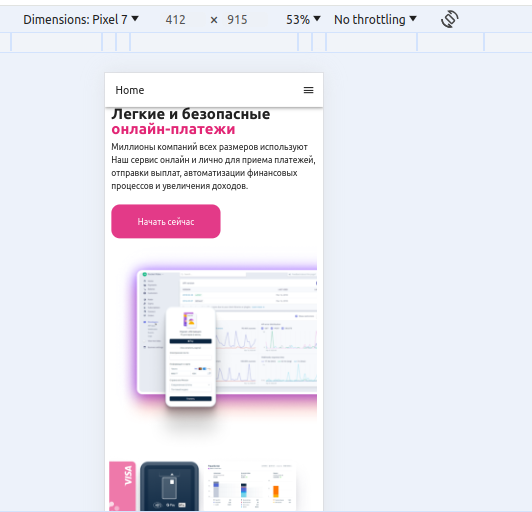 Dimensions: Pixel 7 412 × 915 53% No throttling
Home
Легкие и безопасные
онлайн-платежи
Миллионы компаний всех размеров используют
Наш сервис онлайн и лично для приема платежей,
отправки выплат, автоматизации финансовых
процессов и увеличения доходов.
Начать сейчас
VISA